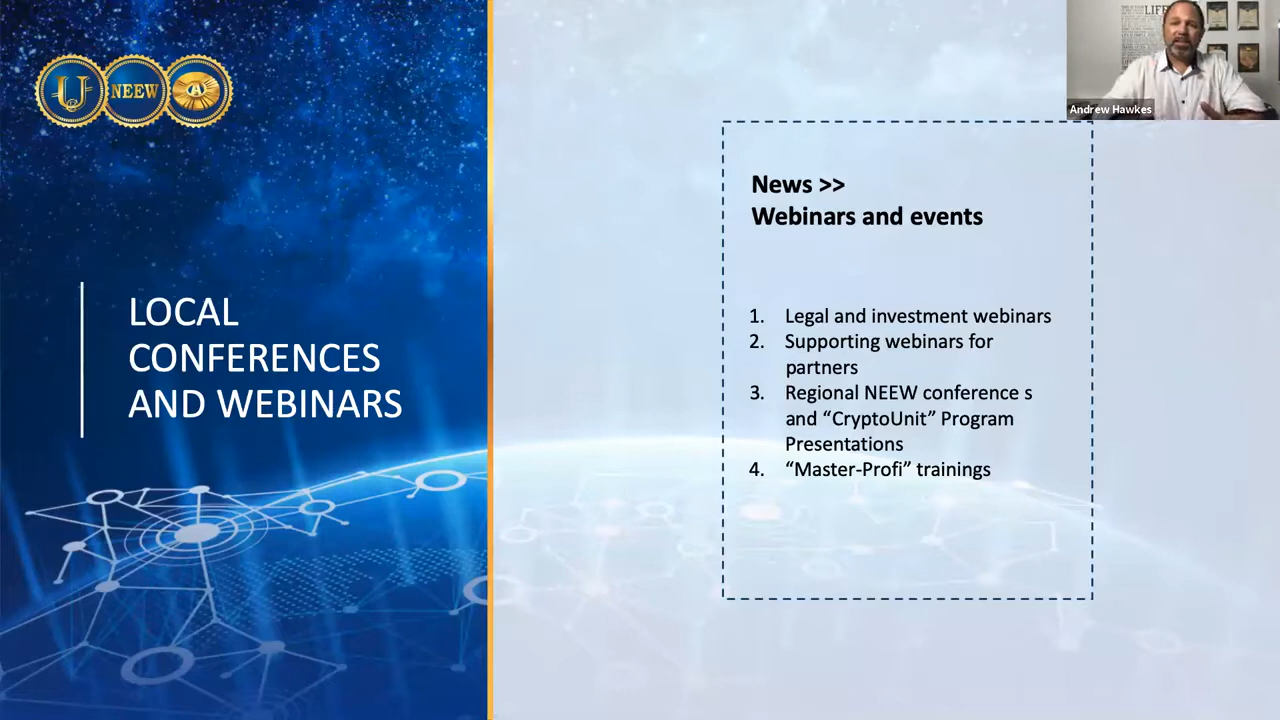 NEEW
A
LIFE
Andrew Hawkes
LOCAL
CONFERENCES
AND WEBINARS
News >>
Webinars and events
1. Legal and investment webinars
2. Supporting webinars for
partners
3. Regional NEEW conference s
and “CryptoUnit” Program
Presentations
4. “Master-Profi” trainings